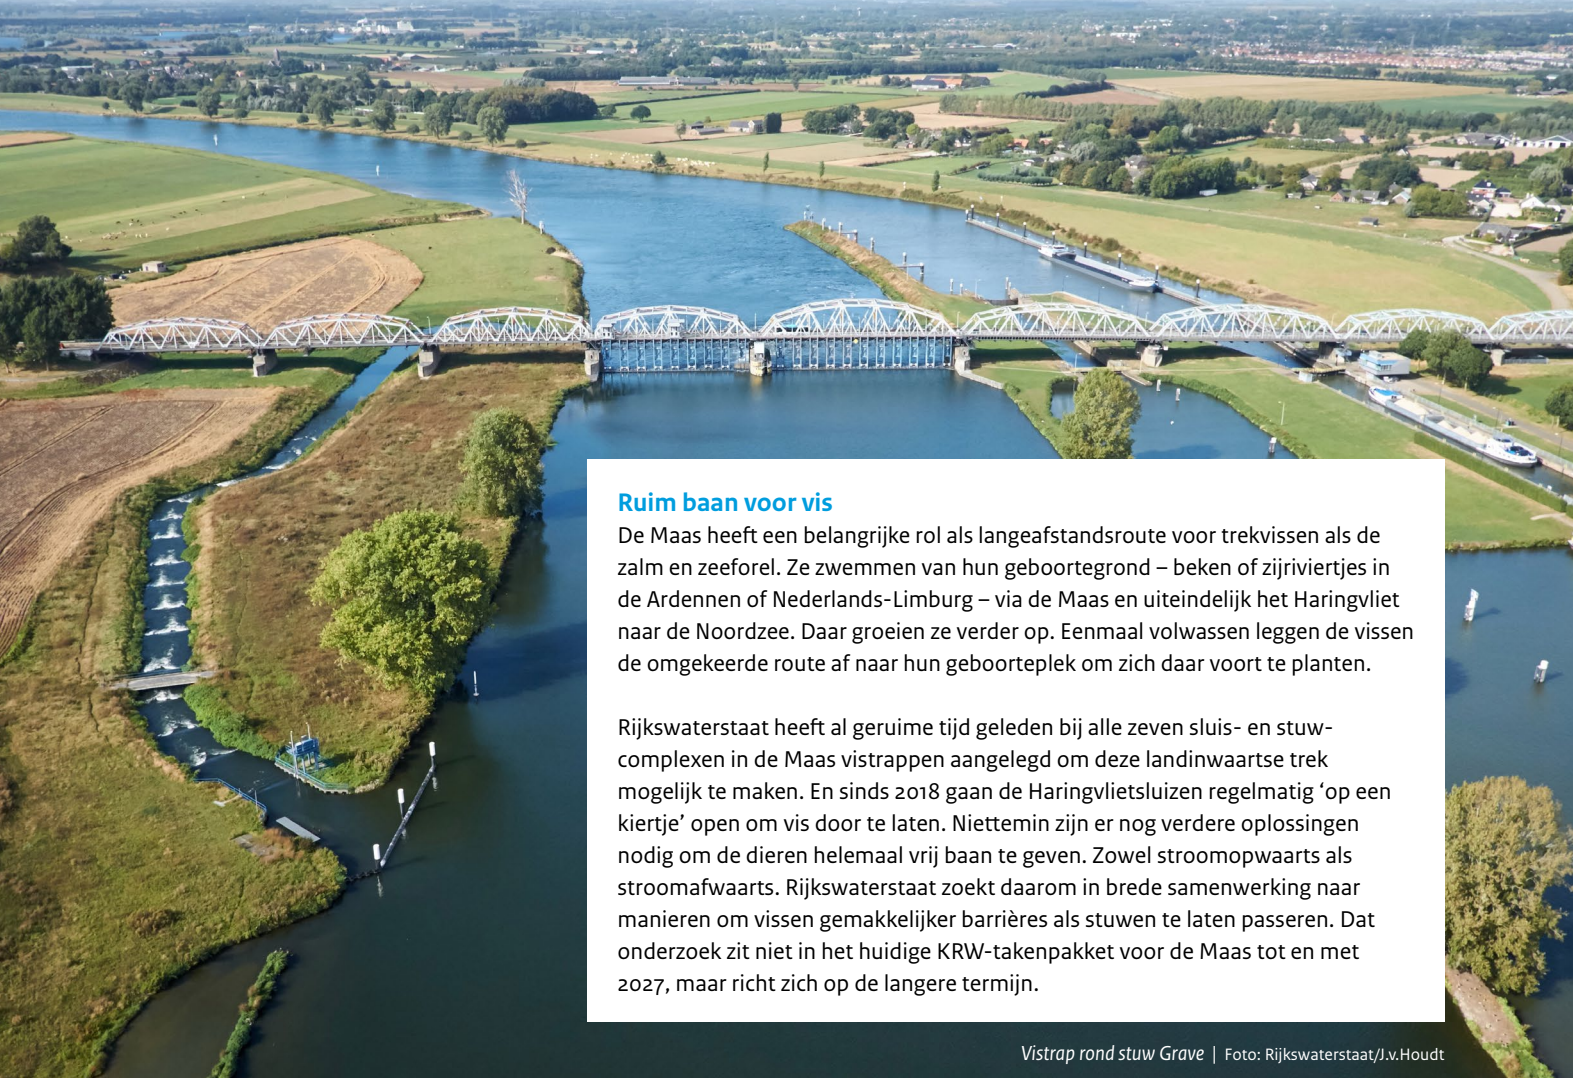 Ruim baan voor vis
De Maas heeft een belangrijke rol als langeafstandsroute voor trekvissen als de
zalm en zeeforel. Ze zwemmen van hun geboortegrond – beken of zijriviertjes in
de Ardennen of Nederlands-Limburg – via de Maas en uiteindelijk het Haringvliet
naar de Noordzee. Daar groeien ze verder op. Eenmaal volwassen leggen de vissen
de omgekeerde route af naar hun geboorteplek om zich daar voort te planten.
Rijkswaterstaat heeft al geruime tijd geleden bij alle zeven sluis- en stuw-
complexen in de Maas vistrappen aangelegd om deze landinwaartse trek
mogelijk te maken. En sinds 2018 gaan de Haringvlietsluizen regelmatig ‘op een
kiertje’ open om vis door te laten. Niettemin zijn er nog verdere oplossingen
nodig om de dieren helemaal vrij baan te geven. Zowel stroomopwaarts als
stroomafwaarts. Rijkswaterstaat zoekt daarom in brede samenwerking naar
manieren om vissen gemakkelijker barrières als stuwen te laten passeren. Dat
onderzoek zit niet in het huidige KRW-takenpakket voor de Maas tot en met
2027, maar richt zich op de langere termijn.
Vistrap rond stuw Grave | Foto: Rijkswaterstaat/J.v.Houdt